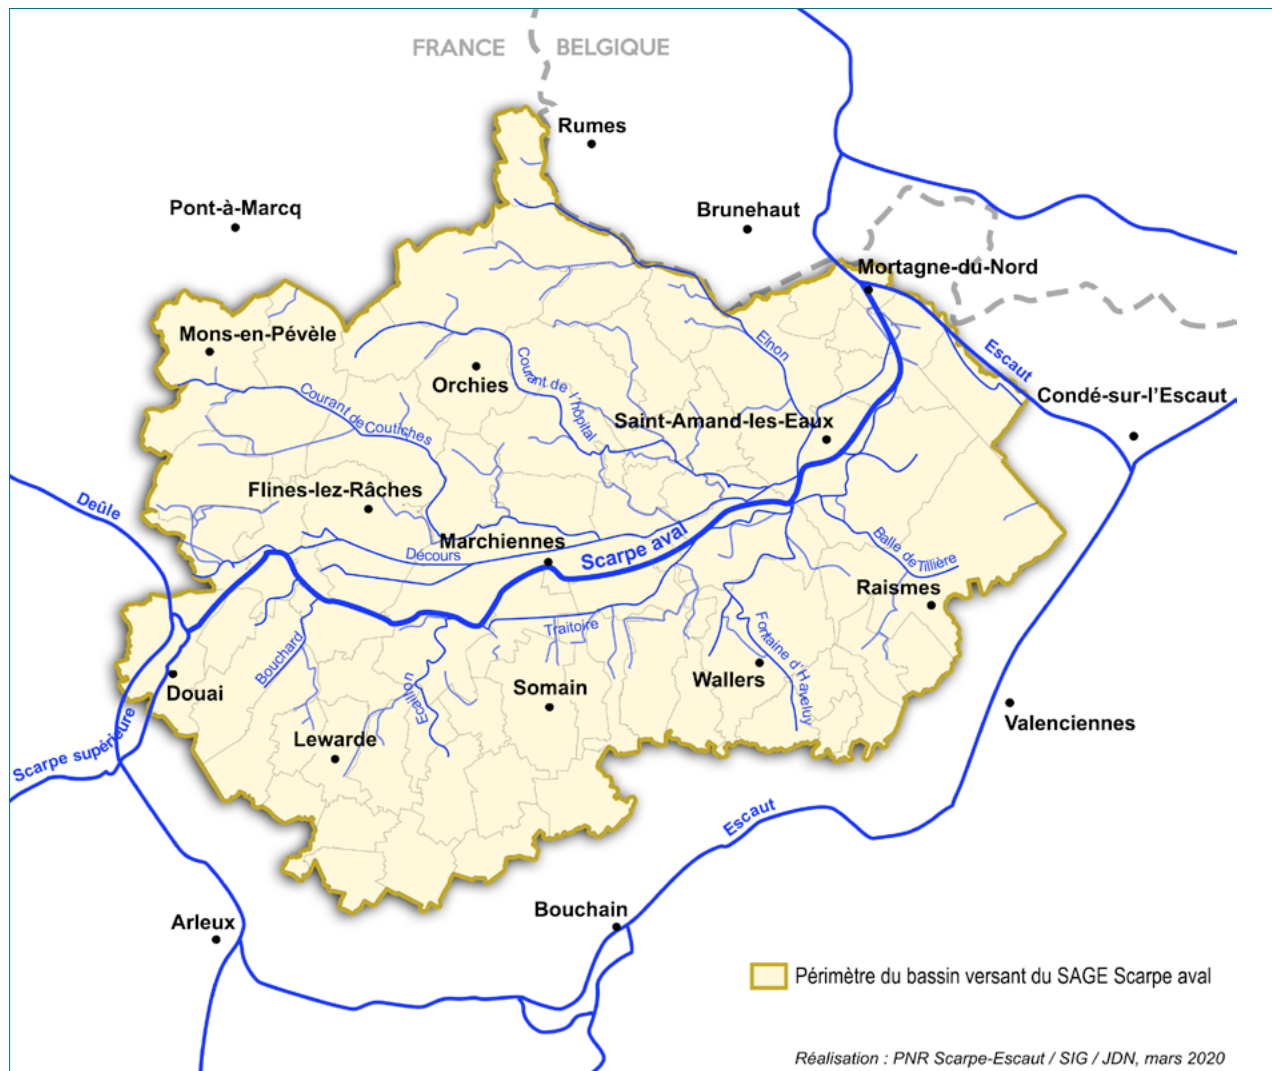 FRANCE
BELGIQUE
Rumes
Pont-à-Marcq
Brunehaut
Mortagne-du-Nord
Mons-en-Pévèle
Elnon
Escaut
Orchies
Courant de l'hôpital
Condé-sur-l'Escaut
Courant de Coutiches
Saint-Amand-les-Eaux
Flines-lez-Râches
Deûle
Marchiennes
Scarpe aval
Décours
Balle de Tillière
Raismes
Traitoire
Fontaine d'Haveluy
Bouchard
Wallers
Douai
Ecaillon
Somain
Valenciennes
Scarpe supérieure
Lewarde
Escaut
Bouchain
Arleux
Périmètre du bassin versant du SAGE Scarpe aval
Réalisation : PNR Scarpe-Escaut / SIG / JDN, mars 2020